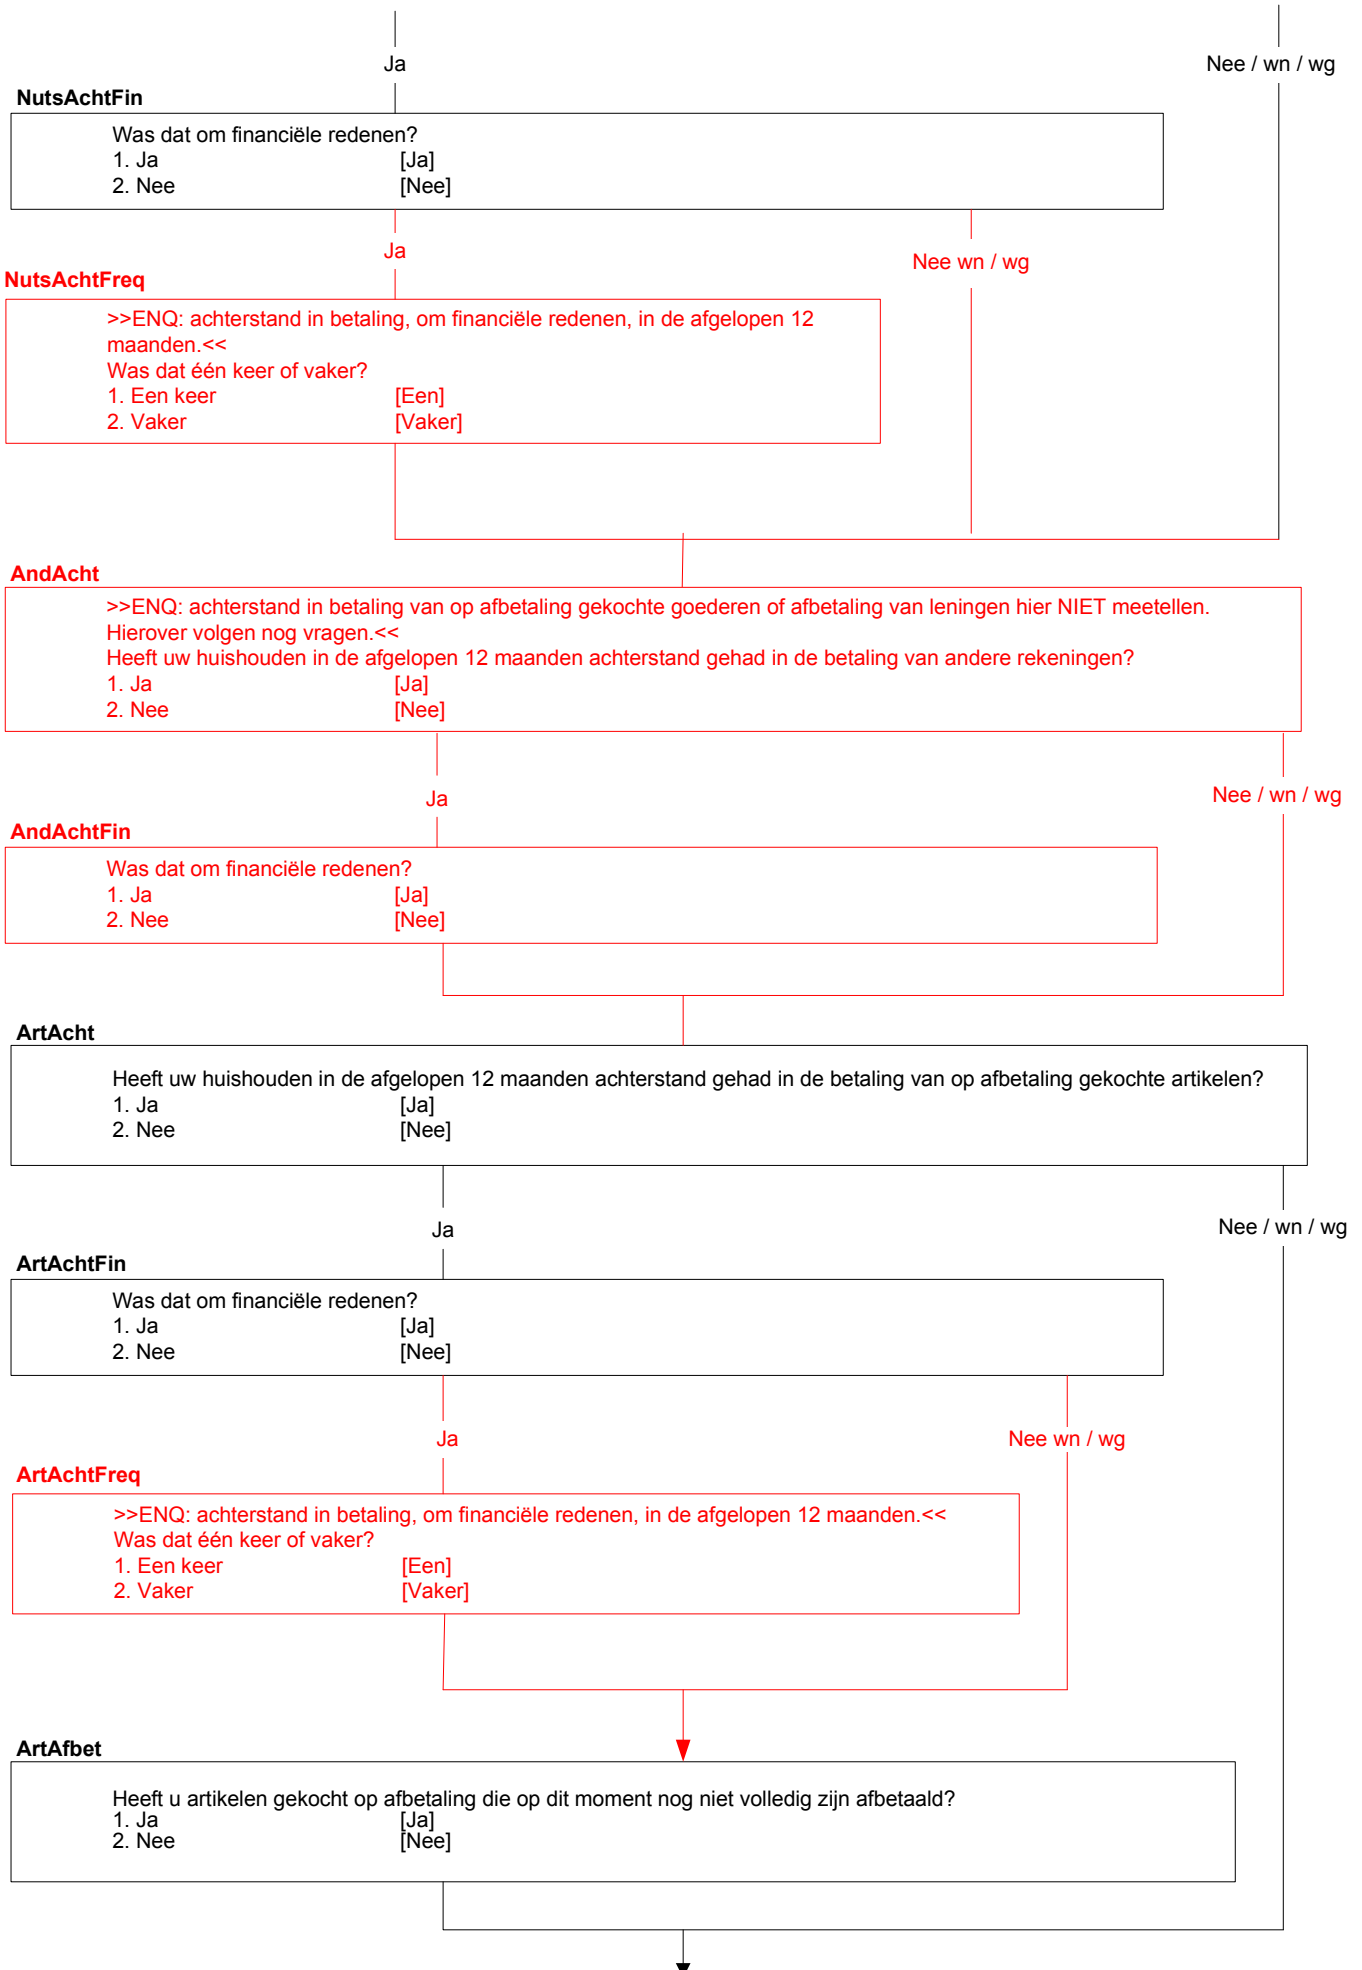 Ja
Nee / wn / wg
NutsAchtFin
Was dat om financiële redenen?
1. Ja [Ja]
2. Nee [Nee]
Ja
Nee wn / wg
NutsAchtFreq
>>ENQ: achterstand in betaling, om financiële redenen, in de afgelopen 12
maanden.<<
Was dat één keer of vaker?
1. Een keer [Een]
2. Vaker [Vaker]
AndAcht
>>ENQ: achterstand in betaling van op afbetaling gekochte goederen of afbetaling van leningen hier NIET meetellen.
Hierover volgen nog vragen.<<
Heeft uw huishouden in de afgelopen 12 maanden achterstand gehad in de betaling van andere rekeningen?
1. Ja [Ja]
2. Nee [Nee]
Ja
Nee / wn / wg
AndAchtFin
Was dat om financiële redenen?
1. Ja [Ja]
2. Nee [Nee]
ArtAcht
Heeft uw huishouden in de afgelopen 12 maanden achterstand gehad in de betaling van op afbetaling gekochte artikelen?
1. Ja [Ja]
2. Nee [Nee]
Ja
Nee / wn / wg
ArtAchtFin
Was dat om financiële redenen?
1. Ja [Ja]
2. Nee [Nee]
Ja
Nee wn / wg
ArtAchtFreq
>>ENQ: achterstand in betaling, om financiële redenen, in de afgelopen 12 maanden.<<
Was dat één keer of vaker?
1. Een keer [Een]
2. Vaker [Vaker]
ArtAfbet
Heeft u artikelen gekocht op afbetaling die op dit moment nog niet volledig zijn afbetaald?
1. Ja [Ja]
2. Nee [Nee]